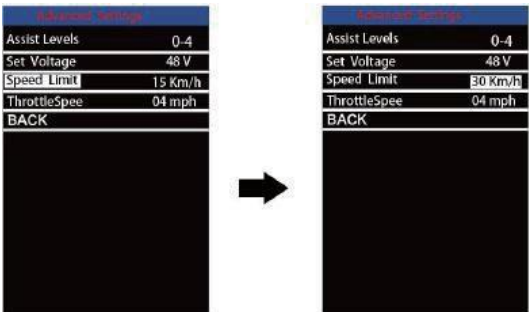 Advanced Settings
Assist Levels 0-4
Set Voltage 48 V
Speed Limit 15 Km/h
ThrottleSpee 04 mph
BACK
Advanced Settings
Assist Levels 0-4
Set Voltage 48 V
Speed Limit 30 Km/h
ThrottleSpee 04 mph
BACK